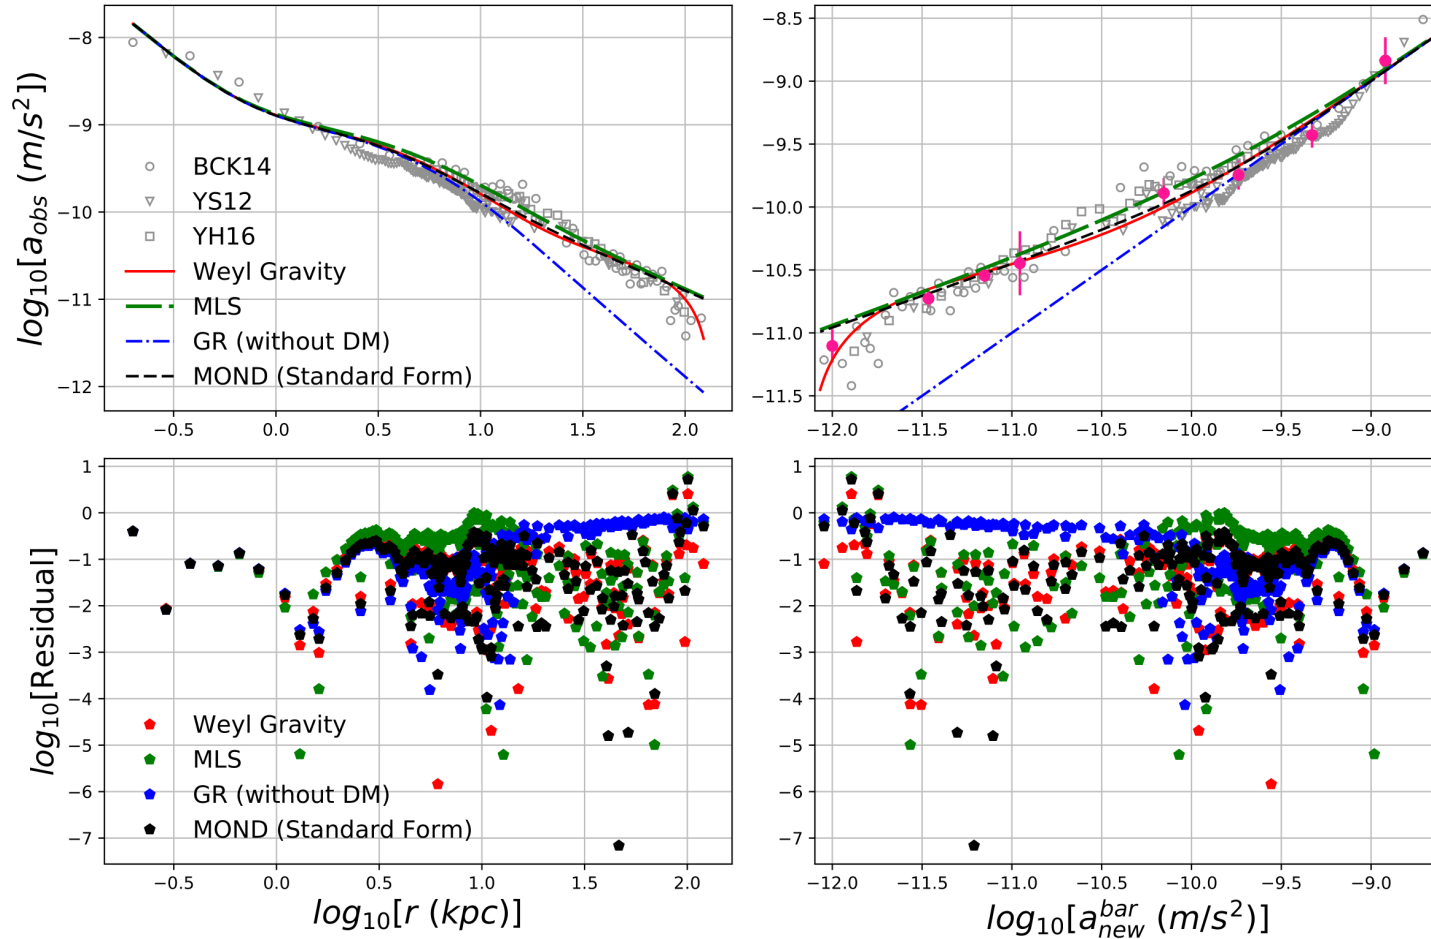 log10[aobs (m/s2)]
−8
−9
−10
−11
−12
BCK14
YS12
YH16
Weyl Gravity
MLS
GR (without DM)
MOND (Standard Form)
−0.5 0.0 0.5 1.0 1.5 2.0
−8.5
−9.0
−9.5
−10.0
−10.5
−11.0
−11.5
−12.0 −11.5 −11.0 −10.5 −10.0 −9.5 −9.0
log10[Residual]
1
0
−1
−2
−3
−4
−5
−6
−7
Weyl Gravity
MLS
GR (without DM)
MOND (Standard Form)
−0.5 0.0 0.5 1.0 1.5 2.0
log10[r (kpc)]
1
0
−1
−2
−3
−4
−5
−6
−7
−12.0 −11.5 −11.0 −10.5 −10.0 −9.5 −9.0
log10[abarnew (m/s2)]